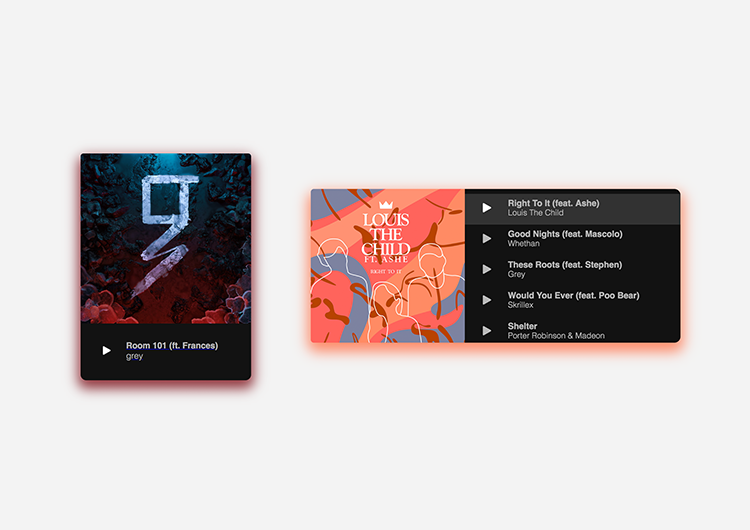 Room 101 (ft. Frances)
grey
LOUIS
THE
CHILD
FT. ASHE
RIGHT TO IT
Right To It (feat. Ashe)
Louis The Child
Good Nights (feat. Mascolo)
Whethan
These Roots (feat. Stephen)
Grey
Would You Ever (feat. Poo Bear)
Skrillex
Shelter
Porter Robinson & Madeon